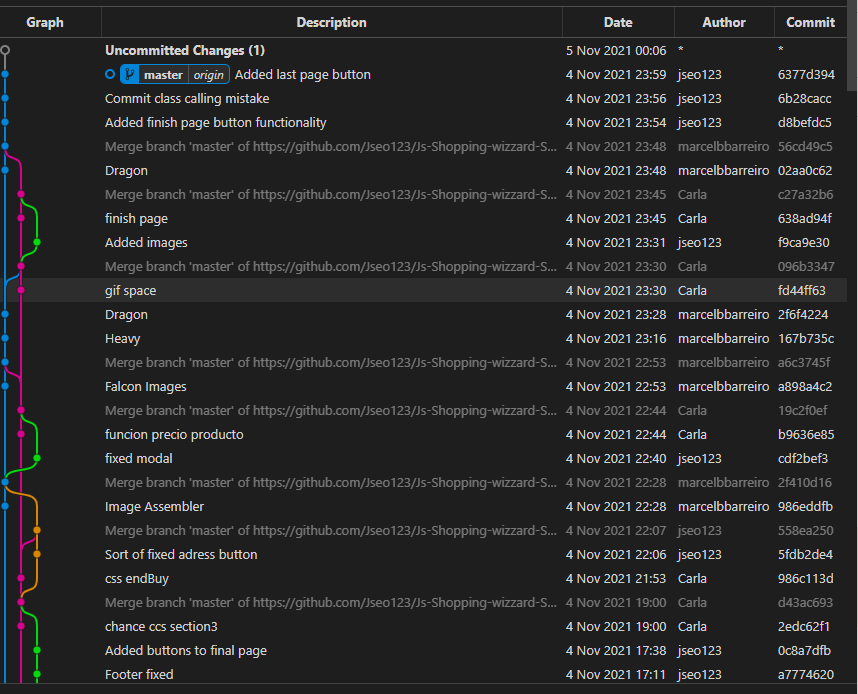 Graph Description Date Author Commit
Uncommitted Changes (1) 5 Nov 2021 00:06 * *
master origin Added last page button 4 Nov 2021 23:59 jseo123 6377d394
Commit class calling mistake 4 Nov 2021 23:56 jseo123 6b28cacc
Added finish page button functionality 4 Nov 2021 23:54 jseo123 d8befdc5
Merge branch 'master' of https://github.com/Jseo123/Js-Shopping-wizzard-S... 4 Nov 2021 23:48 marcelbbarreiro 56cd49c5
Dragon 4 Nov 2021 23:48 marcelbbarreiro 02aa0c62
Merge branch 'master' of https://github.com/Jseo123/Js-Shopping-wizzard-S... 4 Nov 2021 23:45 Carla c27a32b6
finish page 4 Nov 2021 23:45 Carla 638ad94f
Added images 4 Nov 2021 23:31 jseo123 f9ca9e30
Merge branch 'master' of https://github.com/Jseo123/Js-Shopping-wizzard-S... 4 Nov 2021 23:30 Carla 096b3347
gif space 4 Nov 2021 23:30 Carla fd44ff63
Dragon 4 Nov 2021 23:28 marcelbbarreiro 2f6f4224
Heavy 4 Nov 2021 23:16 marcelbbarreiro 167b735c
Merge branch 'master' of https://github.com/Jseo123/Js-Shopping-wizzard-S... 4 Nov 2021 22:53 marcelbbarreiro a6c3745f
Falcon Images 4 Nov 2021 22:53 marcelbbarreiro a898a4c2
Merge branch 'master' of https://github.com/Jseo123/Js-Shopping-wizzard-S... 4 Nov 2021 22:44 Carla 19c2f0ef
funcion precio producto 4 Nov 2021 22:44 Carla b9636e85
fixed modal 4 Nov 2021 22:40 jseo123 cdf2bef3
Merge branch 'master' of https://github.com/Jseo123/Js-Shopping-wizzard-S... 4 Nov 2021 22:28 marcelbbarreiro 2f410d16
Image Assembler 4 Nov 2021 22:28 marcelbbarreiro 986eddfb
Merge branch 'master' of https://github.com/Jseo123/Js-Shopping-wizzard-S... 4 Nov 2021 22:07 jseo123 558ea250
Sort of fixed adress button 4 Nov 2021 22:06 jseo123 5fdb2de4
css endBuy 4 Nov 2021 21:53 Carla 986c113d
Merge branch 'master' of https://github.com/Jseo123/Js-Shopping-wizzard-S... 4 Nov 2021 19:00 Carla d43ac693
chance ccs section3 4 Nov 2021 19:00 Carla 2edc62f1
Added buttons to final page 4 Nov 2021 17:38 jseo123 0c8a7dfb
Footer fixed 4 Nov 2021 17:11 jseo123 a7774620